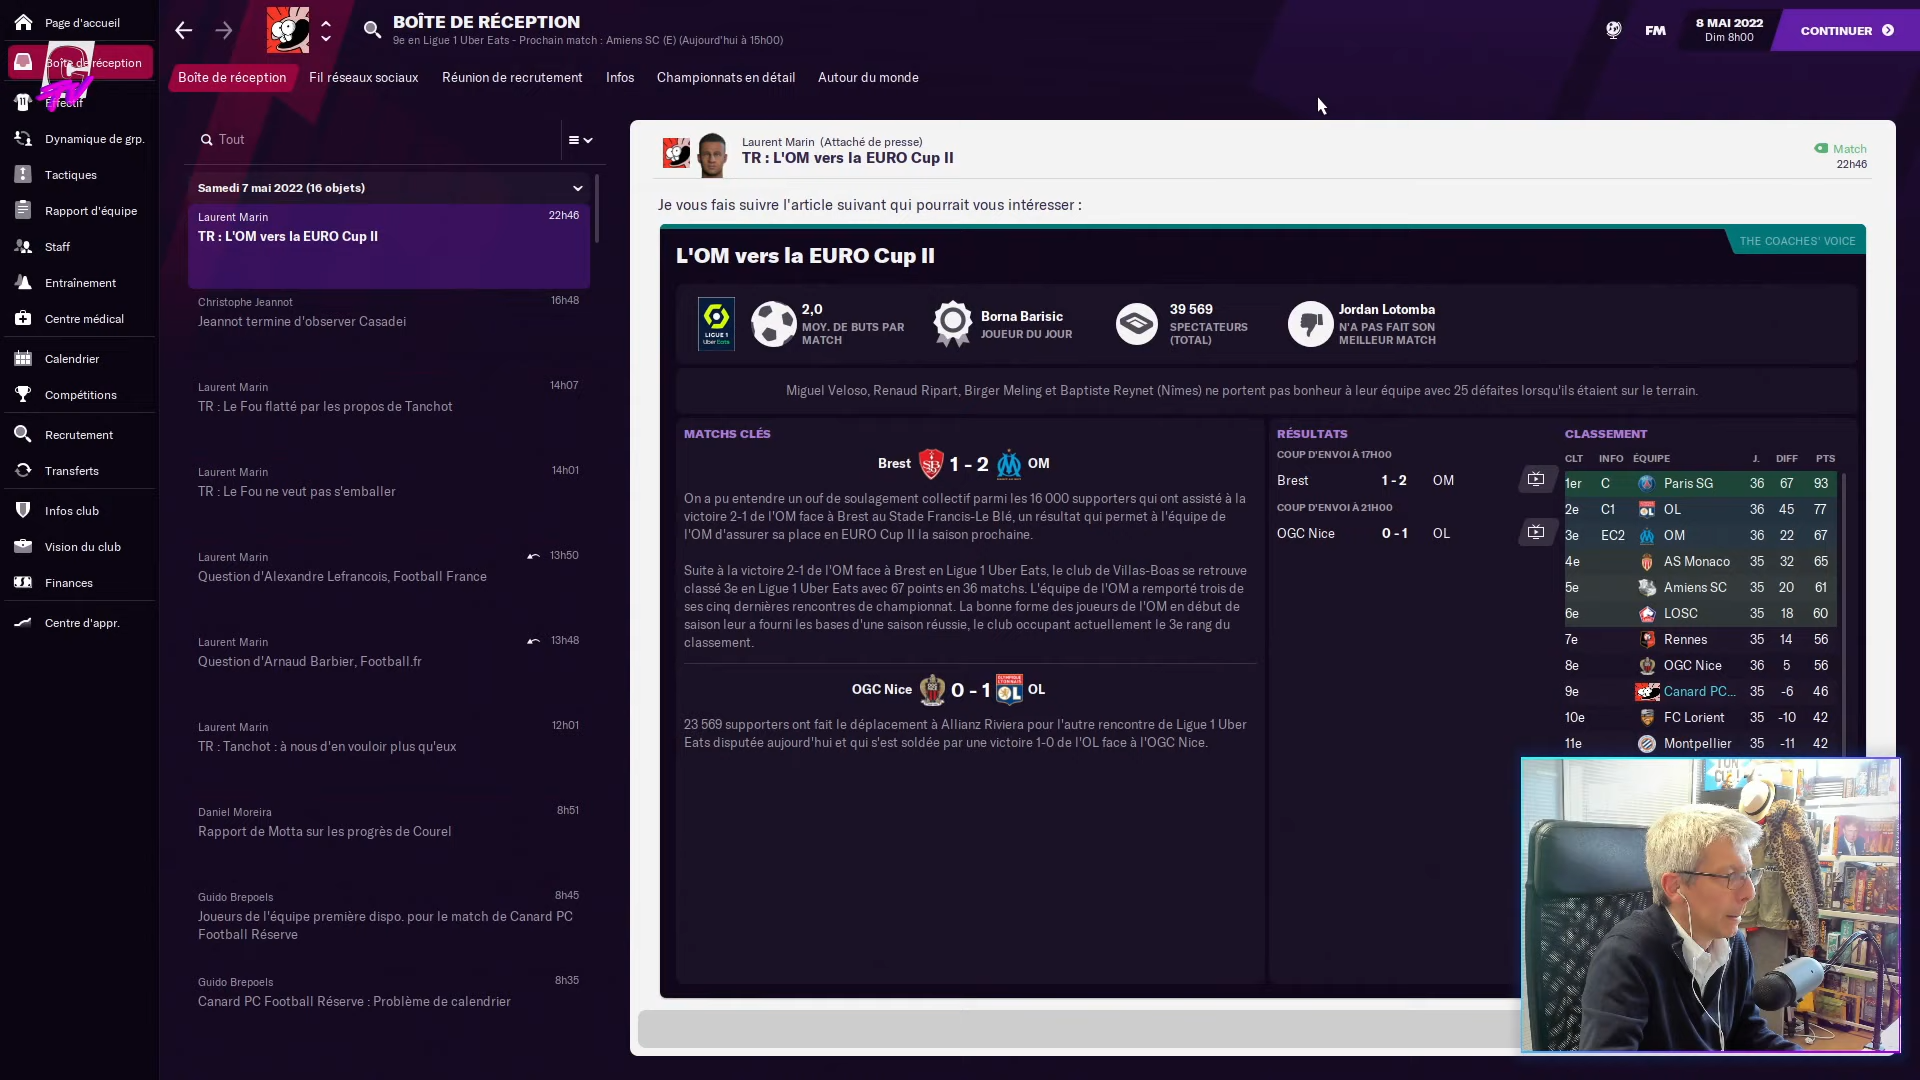 Page d'accueil
Boîte de réception
Effectif
Dynamique de grp.
Tactiques
Rapport d'équipe
Staff
Entraînement
Centre médical
Calendrier
Compétitions
Recrutement
Transferts
Infos club
Vision du club
Finances
Centre d'appr.
BOÎTE DE RÉCEPTION
9e en Ligue 1 Uber Eats - Prochain match : Amiens SC (E) (Aujourd'hui à 15h00)
FM
8 MAI 2022
Dim 8h00
CONTINUER
Boîte de réception Fil réseaux sociaux Réunion de recrutement Infos Championnats en détail Autour du monde
Tout
Samedi 7 mai 2022 (16 objets)
Laurent Marin 22h46
TR : L'OM vers la EURO Cup II
Christophe Jeannot 16h48
Jeannot termine d'observer Casadei
Laurent Marin 14h07
TR : Le Fou flatté par les propos de Tanchot
Laurent Marin 14h01
TR : Le Fou ne veut pas s'emballer
Laurent Marin 13h50
Question d'Alexandre Lefrancois, Football France
Laurent Marin 13h48
Question d'Arnaud Barbier, Football.fr
Laurent Marin 12h01
TR : Tanchot : à nous d'en vouloir plus qu'eux
Daniel Moreira 8h51
Rapport de Motta sur les progrès de Courel
Guido Brepoels 8h45
Joueurs de l'équipe première dispo. pour le match de Canard PC
Football Réserve
Guido Brepoels 8h35
Canard PC Football Réserve : Problème de calendrier
Laurent Marin (Attaché de presse)
TR : L'OM vers la EURO Cup II
Match
22h46
Je vous fais suivre l'article suivant qui pourrait vous intéresser :
THE COACHES' VOICE
L'OM vers la EURO Cup II
LIGUE 1
Uber Eats
2,0
MOY. DE BUTS PAR
MATCH
Borna Barisic
JOUEUR DU JOUR
39 569
SPECTATEURS
(TOTAL)
Jordan Lotomba
N'A PAS FAIT SON
MEILLEUR MATCH
Miguel Veloso, Renaud Ripart, Birger Meling et Baptiste Reynet (Nîmes) ne portent pas bonheur à leur équipe avec 25 défaites lorsqu'ils étaient sur le terrain.
MATCHS CLÉS
Brest 1 - 2 OM
On a pu entendre un ouf de soulagement collectif parmi les 16 000 supporters qui ont assisté à la
victoire 2-1 de l'OM face à Brest au Stade Francis-Le Blé, un résultat qui permet à l'équipe de
l'OM d'assurer sa place en EURO Cup II la saison prochaine.
Suite à la victoire 2-1 de l'OM face à Brest en Ligue 1 Uber Eats, le club de Villas-Boas se retrouve
classé 3e en Ligue 1 Uber Eats avec 67 points en 36 matchs. L'équipe de l'OM a remporté trois de
ses cinq dernières rencontres de championnat. La bonne forme des joueurs de l'OM en début de
saison leur a fourni les bases d'une saison réussie, le club occupant actuellement le 3e rang du
classement.
OGC Nice 0 - 1 OL
23 569 supporters ont fait le déplacement à Allianz Riviera pour l'autre rencontre de Ligue 1 Uber
Eats disputée aujourd'hui et qui s'est soldée par une victoire 1-0 de l'OL face à l'OGC Nice.
RÉSULTATS
COUP D'ENVOI À 17H00
Brest 1 - 2 OM
COUP D'ENVOI À 21H00
OGC Nice 0 - 1 OL
CLASSEMENT
CLT INFO ÉQUIPE J. DIFF PTS
1er C Paris SG 36 67 93
2e C1 OL 36 45 77
3e EC2 OM 36 22 67
4e AS Monaco 35 32 65
5e Amiens SC 35 20 61
6e LOSC 35 18 60
7e Rennes 35 14 56
8e OGC Nice 36 5 56
9e Canard PC... 35 -6 46
10e FC Lorient 35 -10 42
11e Montpellier 35 -11 42